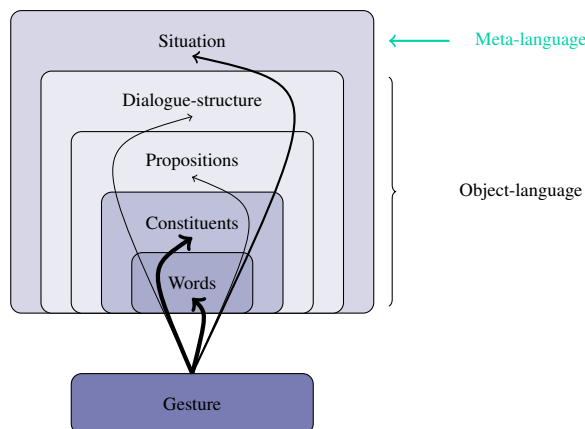 Situation
Meta-language
Dialogue-structure
Propositions
Object-language
Constituents
Words
Gesture